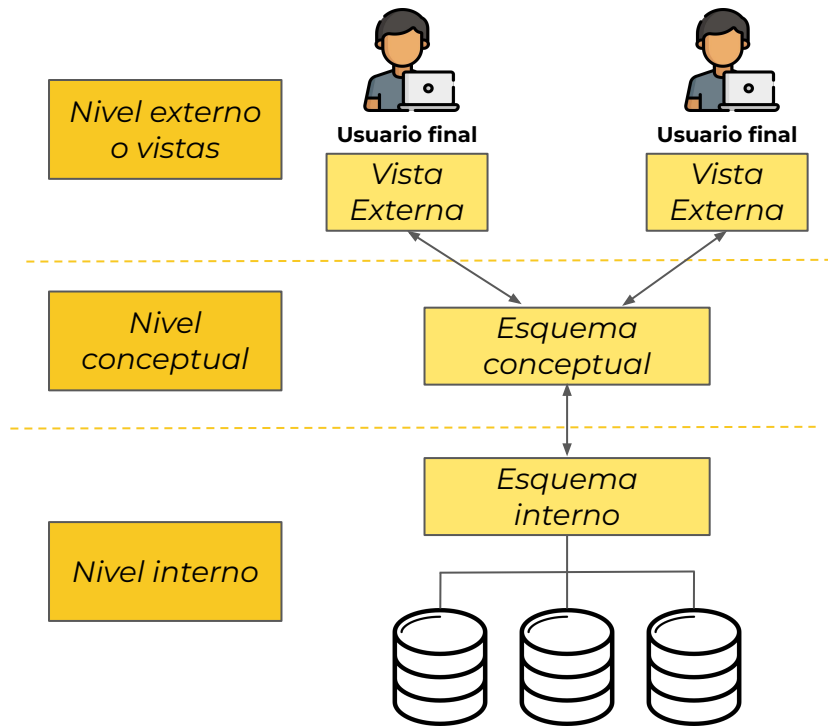 Nivel externo
o vistas
Usuario final
Vista
Externa
Usuario final
Vista
Externa
Nivel
conceptual
Esquema
conceptual
Nivel interno
Esquema
interno